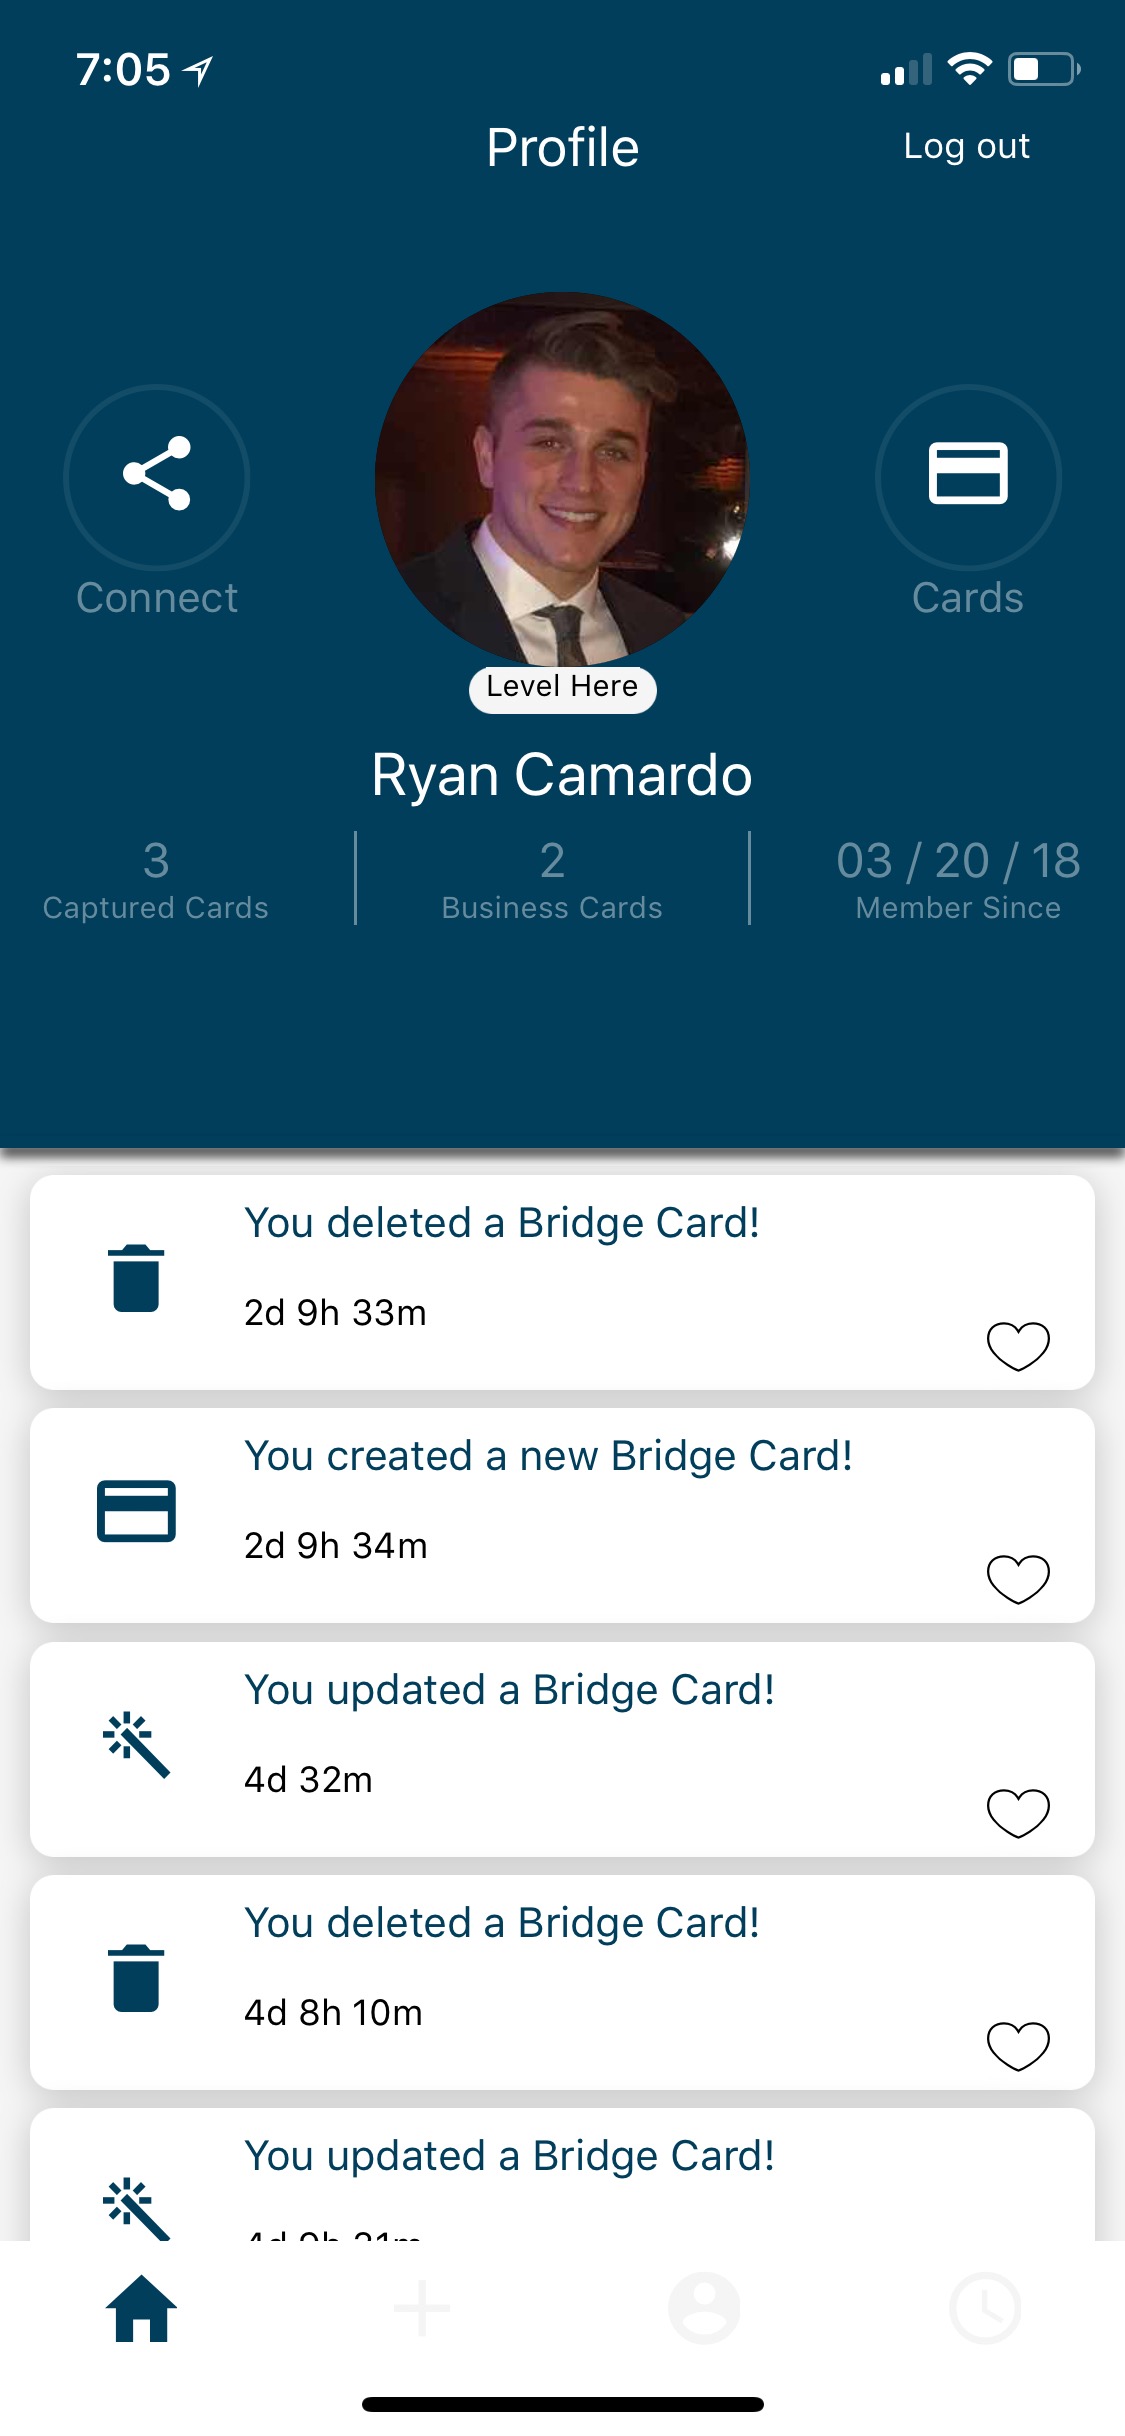 7:05
Profile
Log out
Connect
Cards
Level Here
Ryan Camardo
3
2
03 / 20 / 18
Captured Cards
Business Cards
Member Since
You deleted a Bridge Card!
2d 9h 33m
You created a new Bridge Card!
2d 9h 34m
You updated a Bridge Card!
4d 32m
You deleted a Bridge Card!
4d 8h 10m
You updated a Bridge Card!